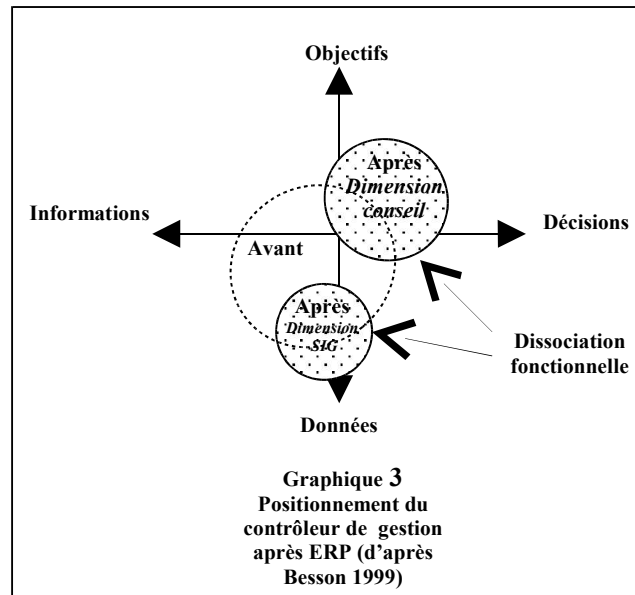 Objectifs
Après
Dimension
conseil
Informations
Décisions
Avant
Après
Dimension
SIG
Dissociation
fonctionnelle
Données
Graphique 3
Positionnement du
contrôleur de gestion
après ERP (d'après
Besson 1999)